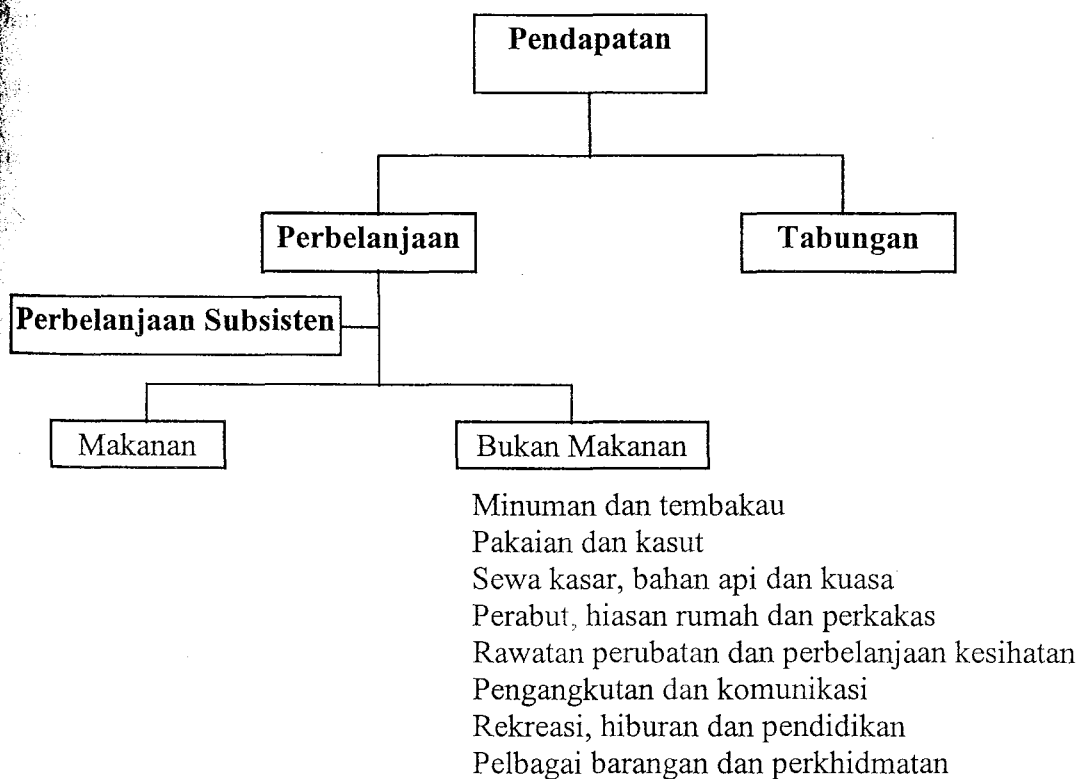 Pendapatan
Perbelanjaan
Tabungan
Perbelanjaan Subsisten
Makanan
Bukan Makanan
Minuman dan tembakau
Pakaian dan kasut
Sewa kasar, bahan api dan kuasa
Perabut, hiasan rumah dan perkakas
Rawatan perubatan dan perbelanjaan kesihatan
Pengangkutan dan komunikasi
Rekreasi, hiburan dan pendidikan
Pelbagai barangan dan perkhidmatan